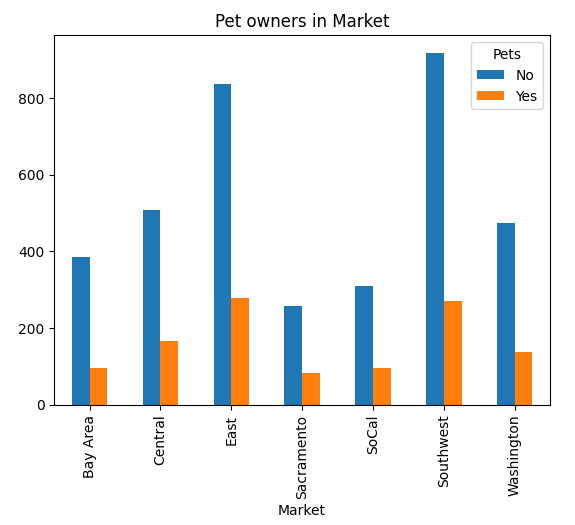 Pet owners in Market
Pets
No
Yes
800
600
400
200
0
Bay Area
Central
East
Sacramento
SoCal
Southwest
Washington
Market